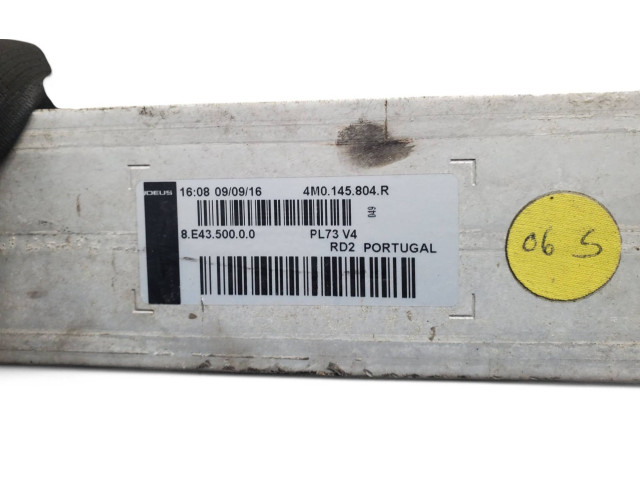 IDEUS
16:08 09/09/16 4M0.145.804.R
049
8.E43.500.0.0 PL73 V4
RD2 PORTUGAL
06 S